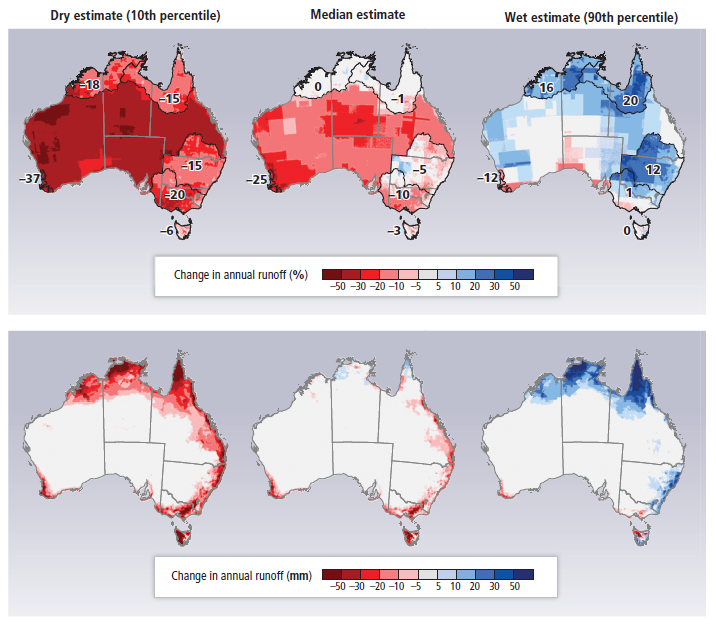 Dry estimate (10th percentile)
Median estimate
Wet estimate (90th percentile)
–18
–15
–37
–15
–20
–6
0
–1
–25
–5
–10
–3
16
20
–12
12
1
0
Change in annual runoff (%)
–50 –30 –20 –10 –5 5 10 20 30 50
Change in annual runoff (mm)
–50 –30 –20 –10 –5 5 10 20 30 50